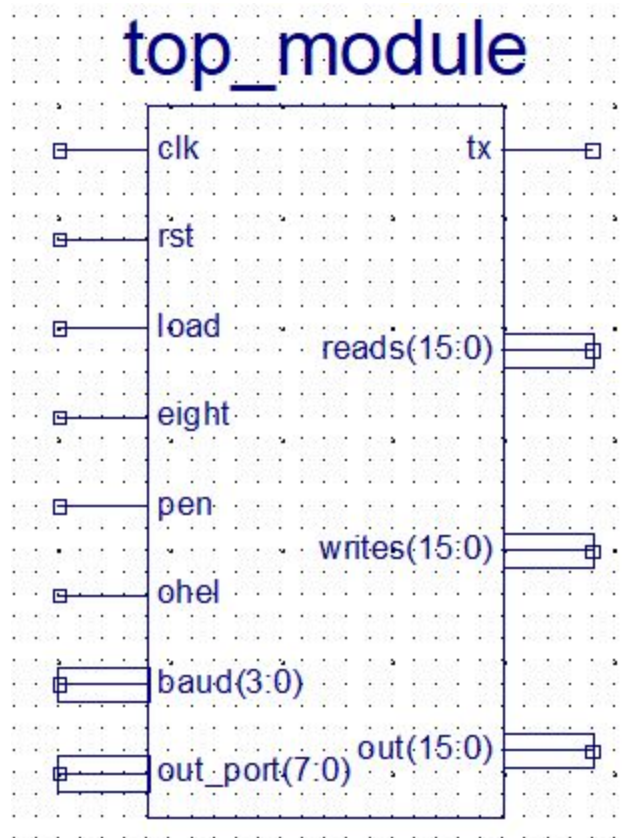 top_module
clk
tx
rst
load
reads(15:0)
eight
pen
writes(15:0)
ohel
baud(3:0)
out(15:0)
out_port(7:0)